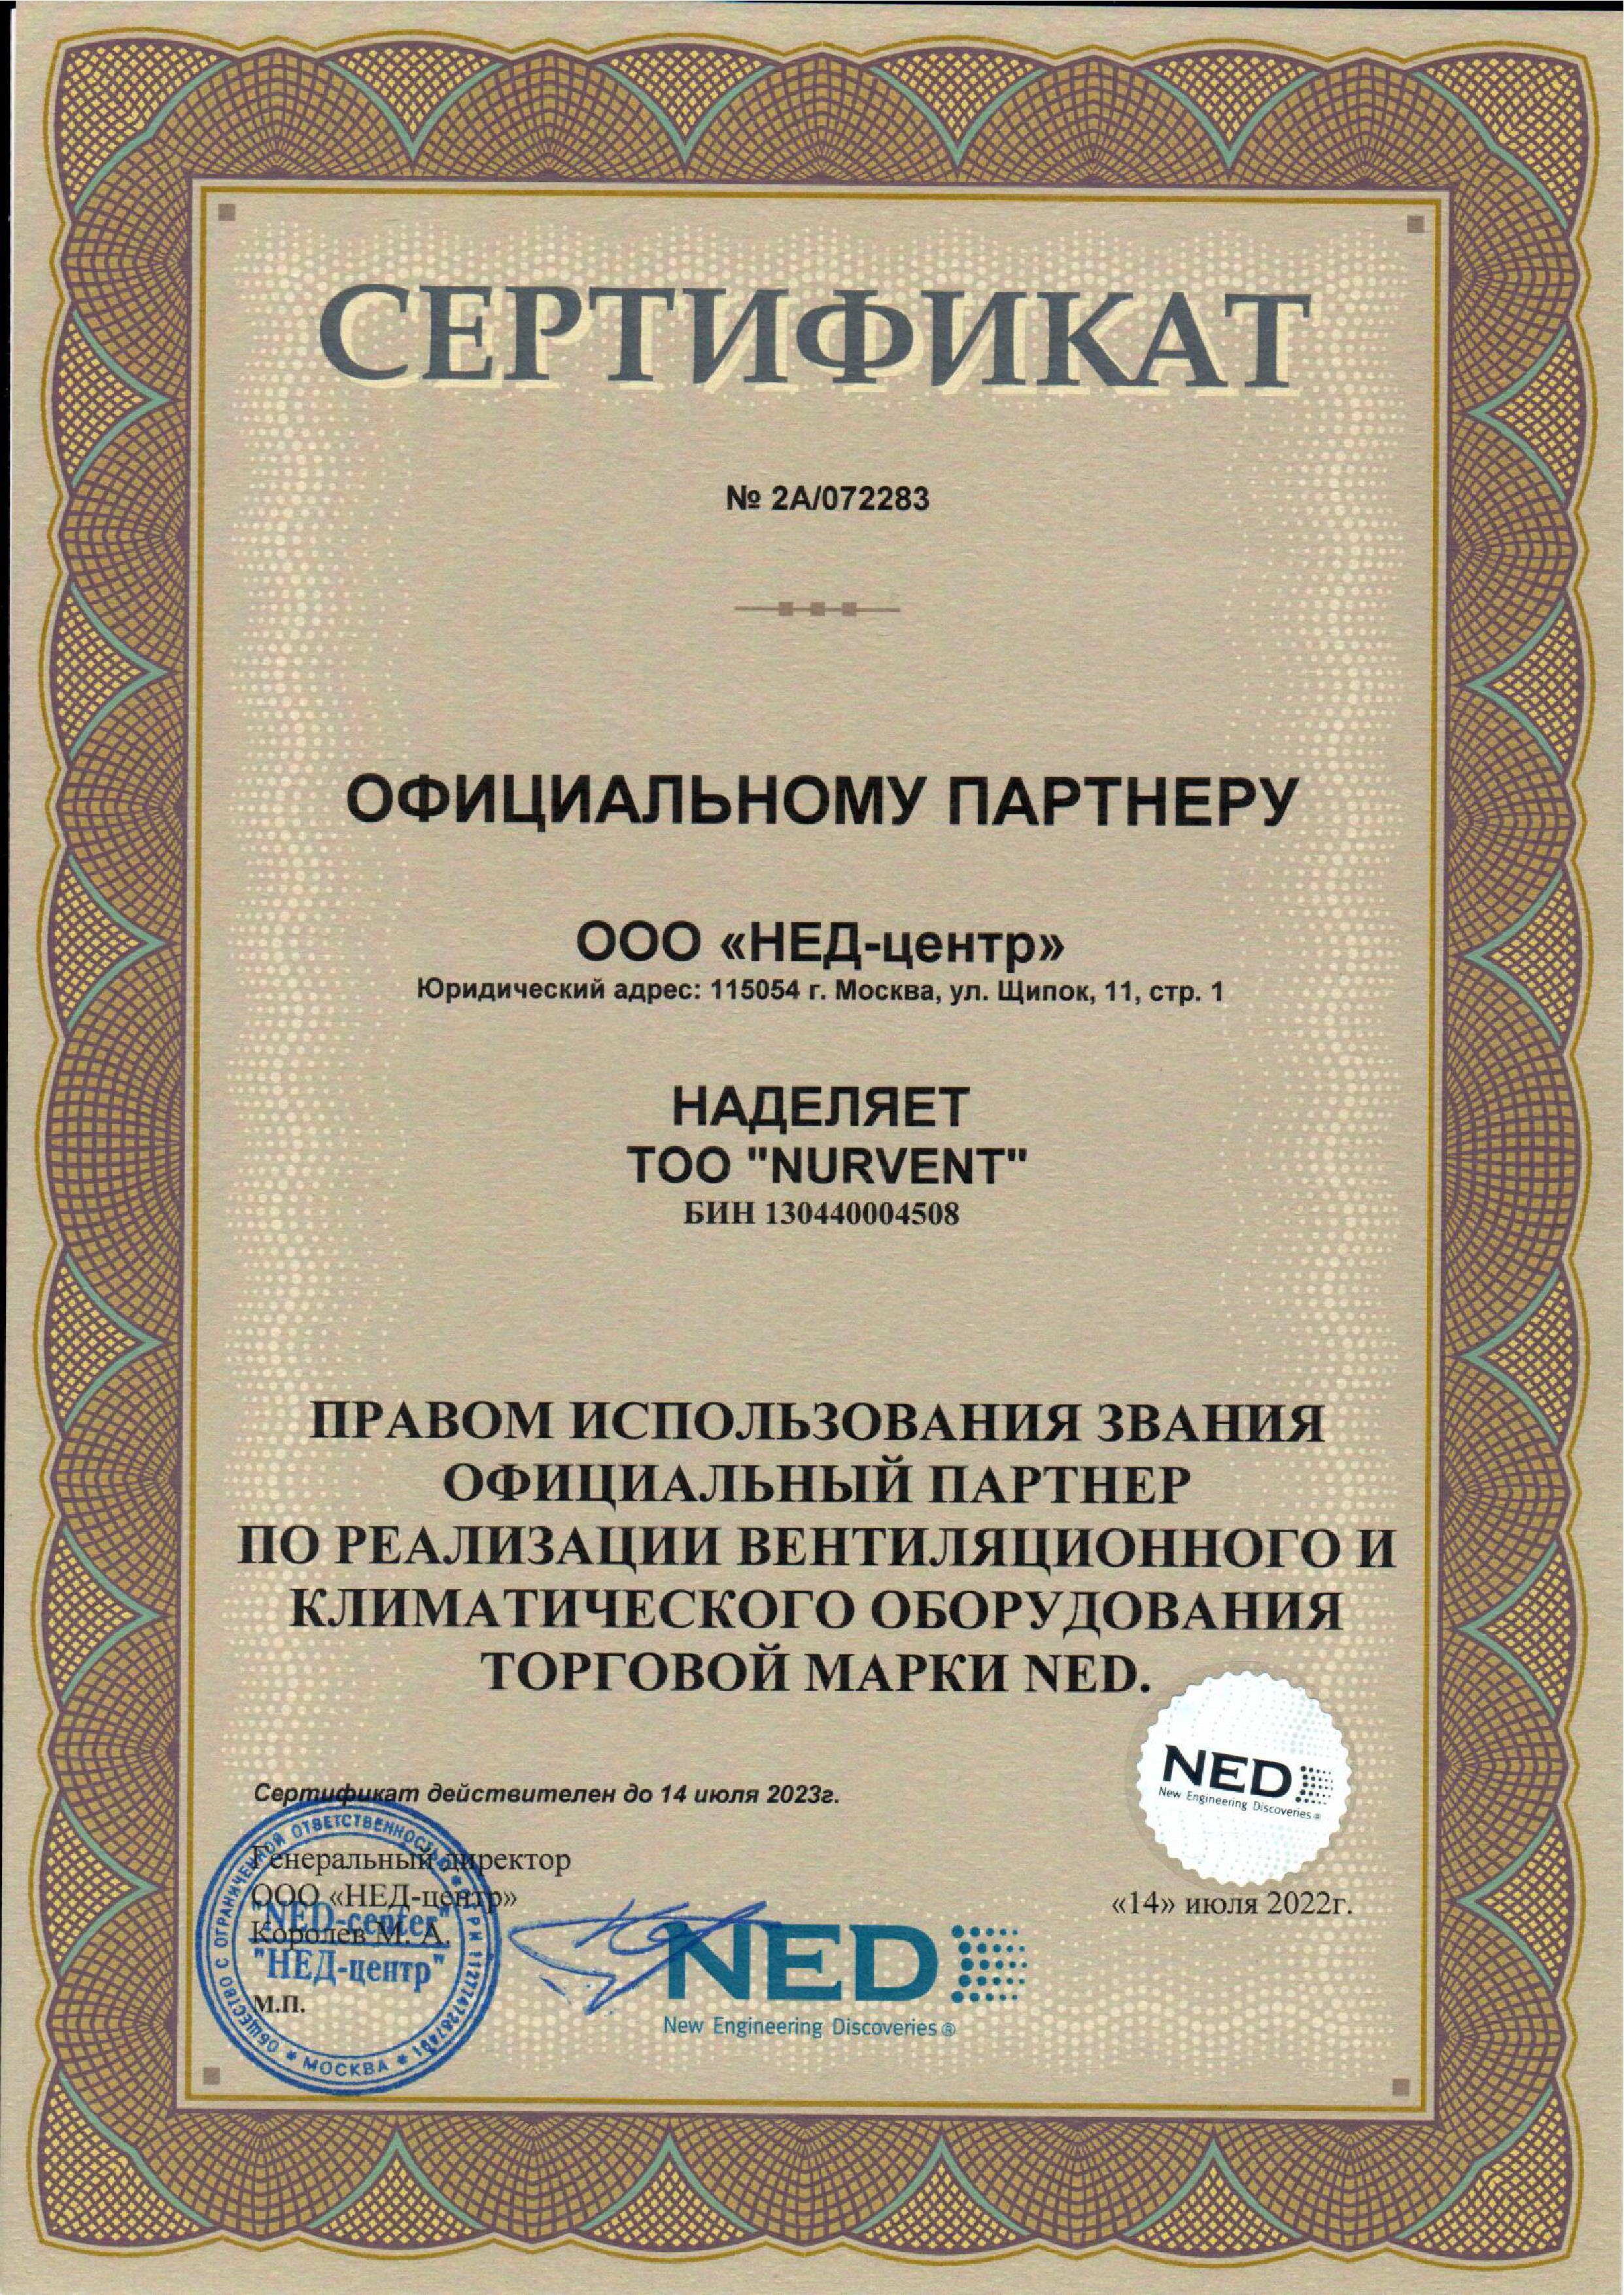 СЕРТИФИКАТ
№ 2А/072283
ОФИЦИАЛЬНОМУ ПАРТНЕРУ
ООО «НЕД-центр»
Юридический адрес: 115054 г. Москва, ул. Щипок, 11, стр. 1
НАДЕЛЯЕТ
ТОО "NURVENT"
БИН 130440004508
ПРАВОМ ИСПОЛЬЗОВАНИЯ ЗВАНИЯ
ОФИЦИАЛЬНЫЙ ПАРТНЕР
ПО РЕАЛИЗАЦИИ ВЕНТИЛЯЦИОННОГО И
КЛИМАТИЧЕСКОГО ОБОРУДОВАНИЯ
ТОРГОВОЙ МАРКИ NED.
NED
New Engineering Discoveries ®
Сертификат действителен до 14 июля 2023г.
Генеральный директор
ООО «НЕД-центр»
Королев М. А.
М.П.
«14» июля 2022г.
ОБЩЕСТВО С ОГРАНИЧЕННОЙ ОТВЕТСТВЕННОСТЬЮ
"NED-center"
"НЕД-центр"
* МОСКВА *
NED
New Engineering Discoveries ®